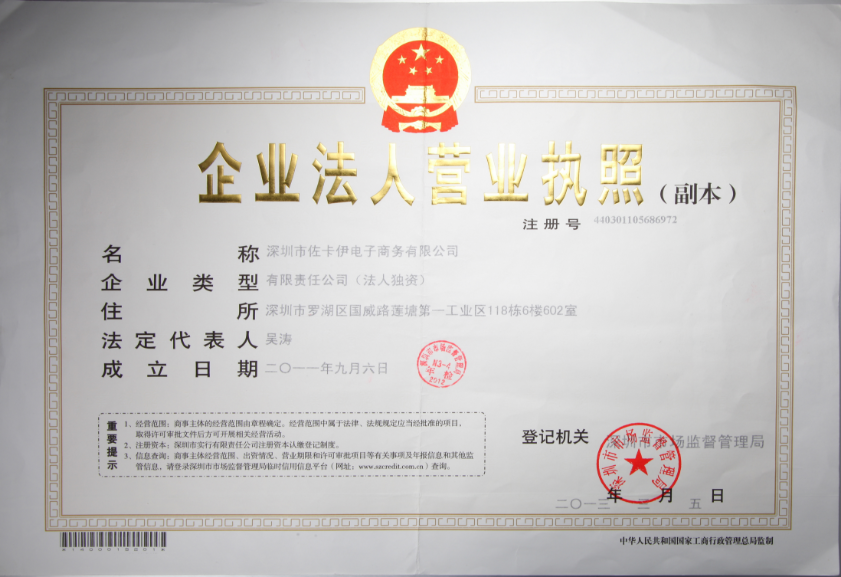 企业法人营业执照（副本）
注册号 440301105686972
名称 深圳市佐卡伊电子商务有限公司
企业类型 有限责任公司（法人独资）
住所 深圳市罗湖区国威路莲塘第一工业区118栋6楼602室
法定代表人 吴涛
成立日期 二〇一一年九月六日
重要提示
1、经营范围：商事主体的经营范围由章程确定。经营范围中属于法律、法规规定应当经批准的项目，
取得许可审批文件后方可开展相关经营活动。
2、注册资本：深圳市实行有限责任公司注册资本认缴登记制度。
3、信息查询：商事主体经营范围、出资情况、营业期限和许可审批项目等有关事项及年报信息和其他监
管信息，请登录深圳市市场监督管理局临时信用信息平台（网址：www.szcredit.com.cn）查询。
登记机关 深圳市市场监督管理局
深圳市市场监督管理局
二〇一三年 三月 五日
中华人民共和国国家工商行政管理总局监制